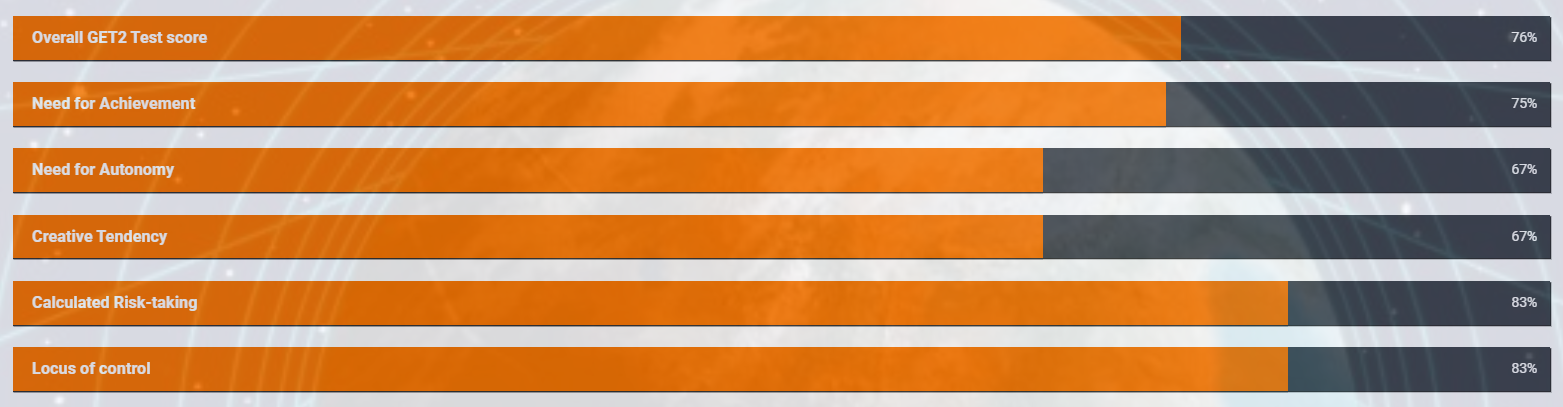 Overall GET2 Test score 76%
Need for Achievement 75%
Need for Autonomy 67%
Creative Tendency 67%
Calculated Risk-taking 83%
Locus of control 83%